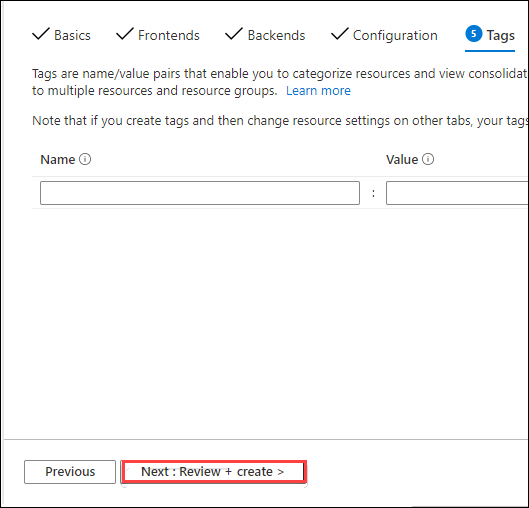 Basics Frontends Backends Configuration 5 Tags
Tags are name/value pairs that enable you to categorize resources and view consolidat
to multiple resources and resource groups. Learn more
Note that if you create tags and then change resource settings on other tabs, your tags
Name Value
:
Previous Next : Review + create >